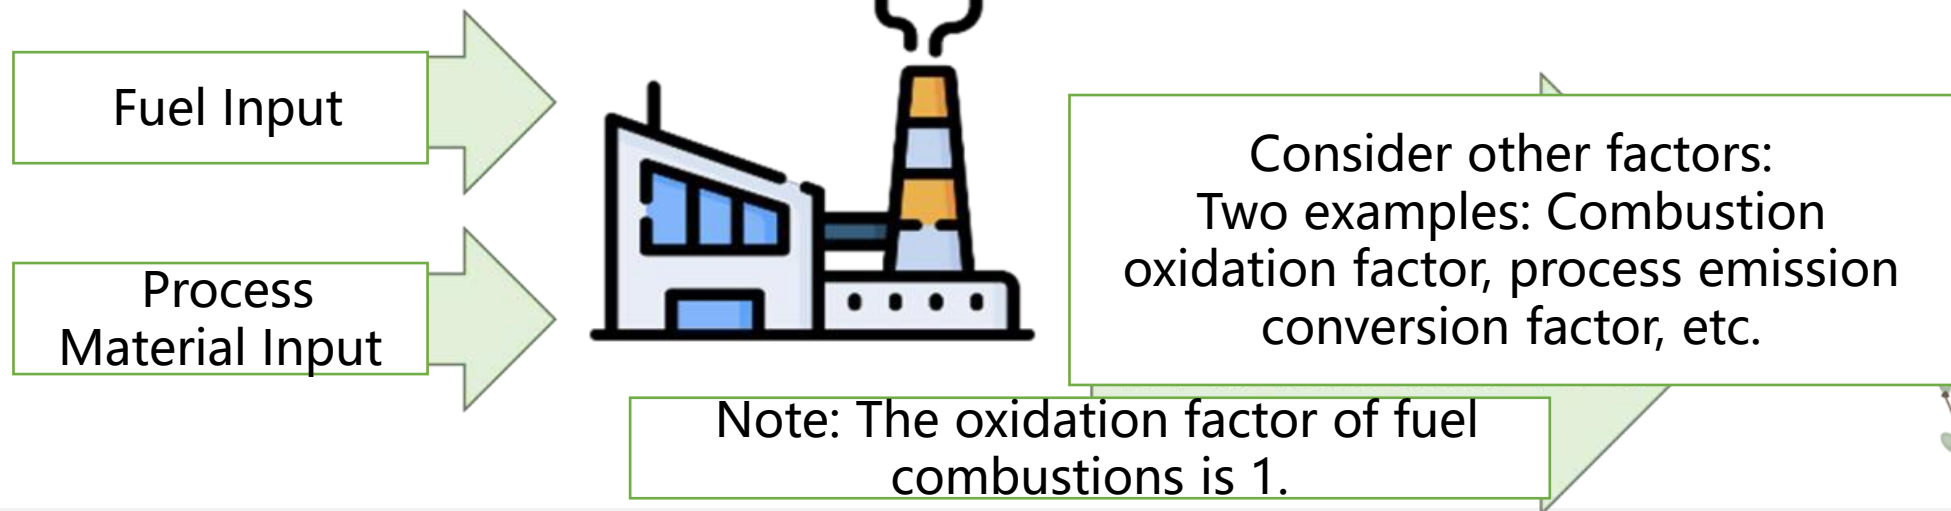 Fuel Input
Process
Material Input
Consider other factors:
Two examples: Combustion
oxidation factor, process emission
conversion factor, etc.
Note: The oxidation factor of fuel
combustions is 1.